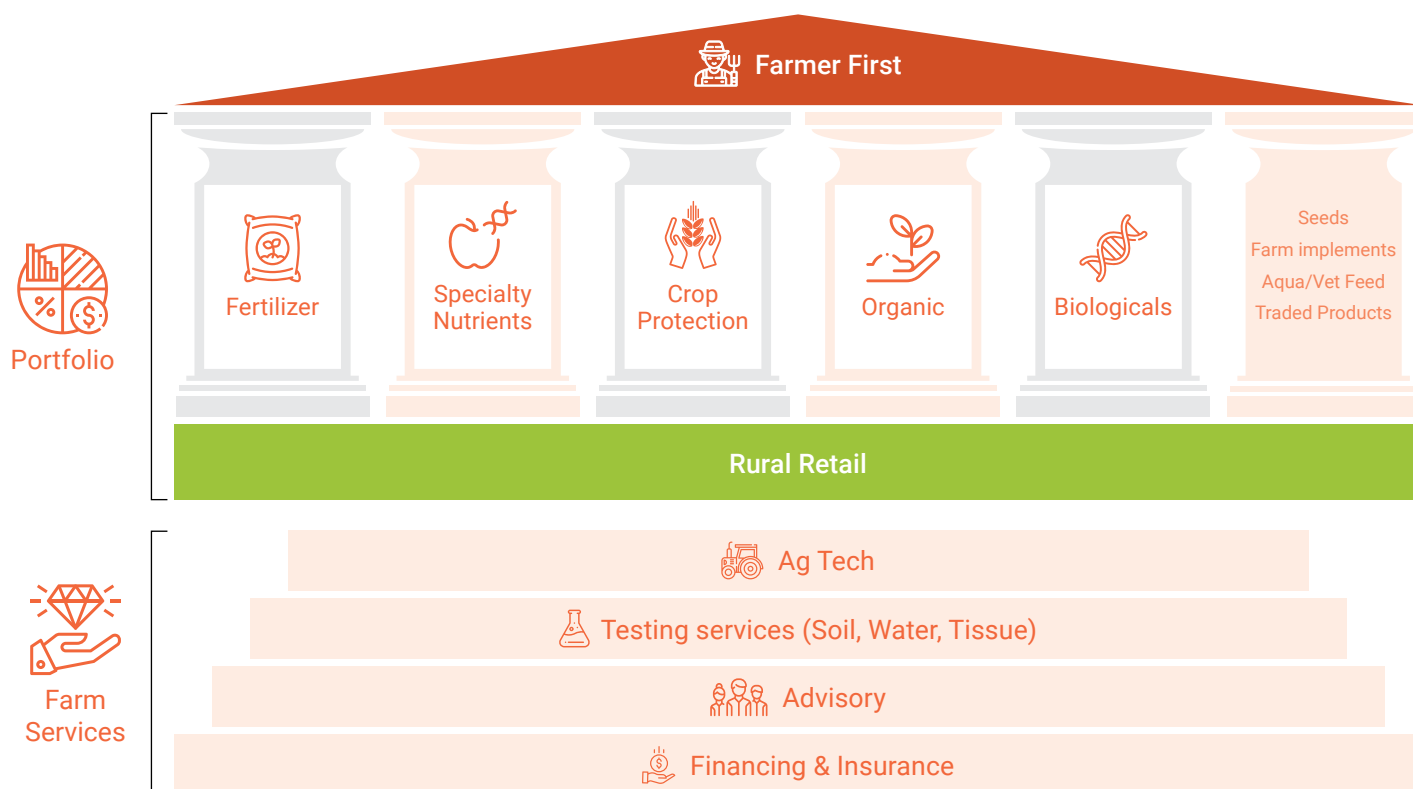 Farmer First
Portfolio
Fertilizer
Specialty
Nutrients
Crop
Protection
Organic
Biologicals
Seeds
Farm implements
Aqua/Vet Feed
Traded Products
Rural Retail
Farm
Services
Ag Tech
Testing services (Soil, Water, Tissue)
Advisory
Financing & Insurance